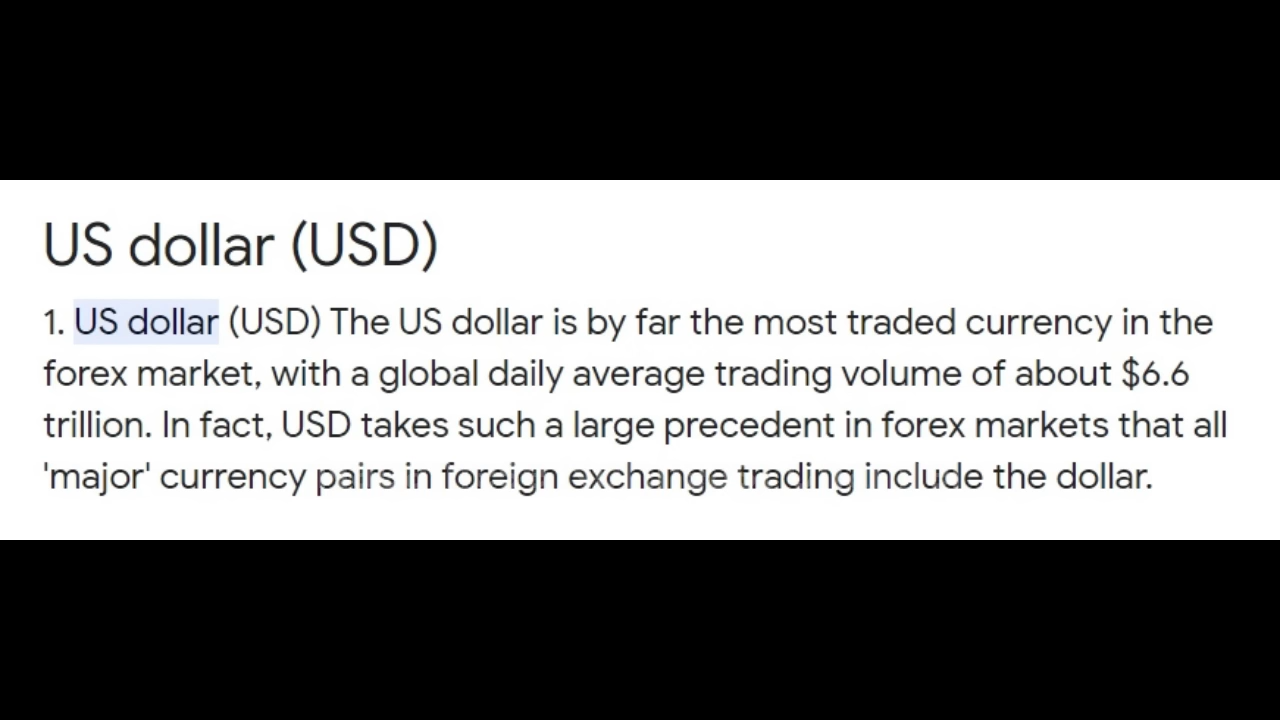 US dollar (USD)
1. US dollar (USD) The US dollar is by far the most traded currency in the
forex market, with a global daily average trading volume of about $6.6
trillion. In fact, USD takes such a large precedent in forex markets that all
'major' currency pairs in foreign exchange trading include the dollar.